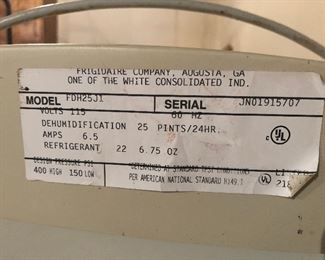 FRIGIDAIRE COMPANY, AUGUSTA, GA
ONE OF THE WHITE CONSOLIDATED IND.
MODEL FDH25J1 SERIAL JN01915707
VOLTS 115 60 HZ
DEHUMIDIFICATION 25 PINTS/24HR.
AMPS 6.5
REFRIGERANT 22 6.75 OZ
DESIGN PRESSURE PSI
400 HIGH 150 LOW
DETERMINED AT STANDARD TEST CONDITIONS
PER AMERICAN NATIONAL STANDARD
C UL